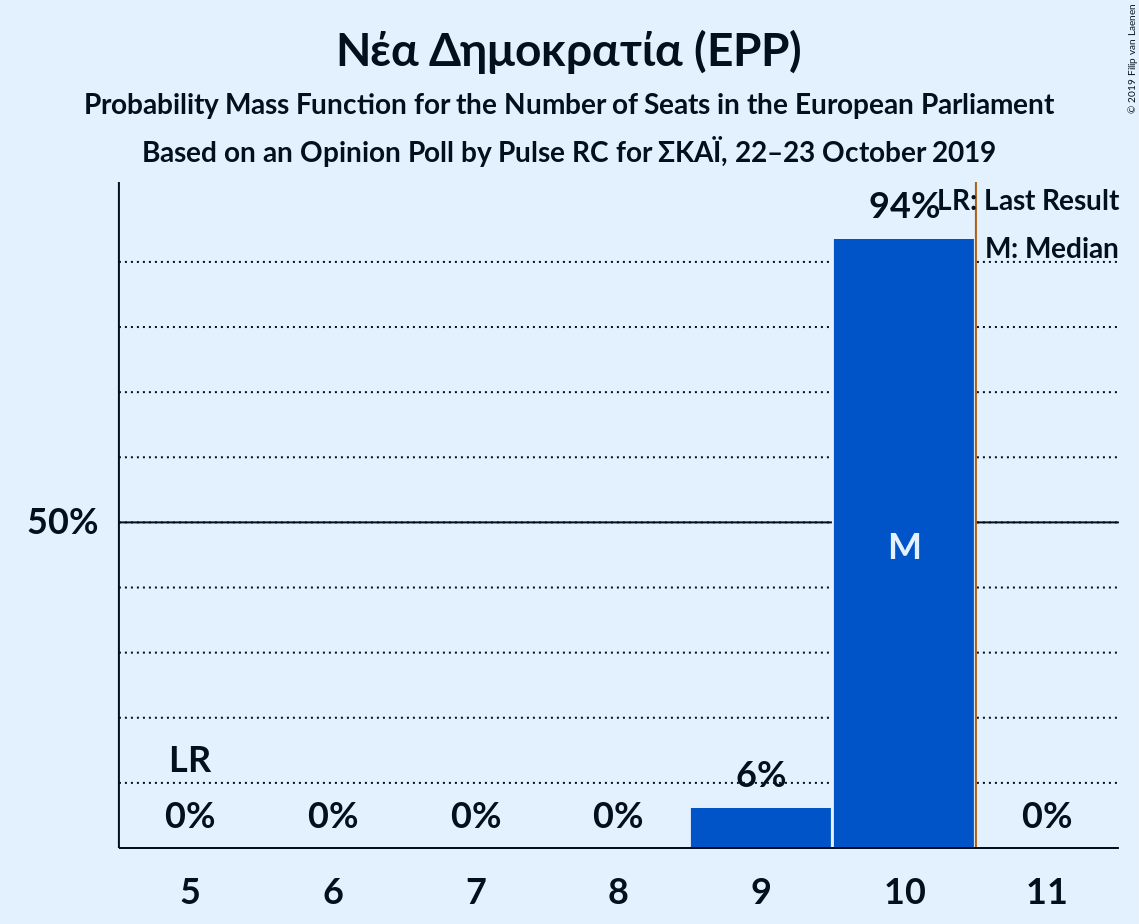 Νέα Δημοκρατία (EPP)
Probability Mass Function for the Number of Seats in the European Parliament
Based on an Opinion Poll by Pulse RC for ΣΚΑΪ, 22–23 October 2019
© 2019 Filip van Laenen
94%
LR: Last Result
M: Median
50%
M
LR
6%
0% 0% 0% 0% 0%
5 6 7 8 9 10 11